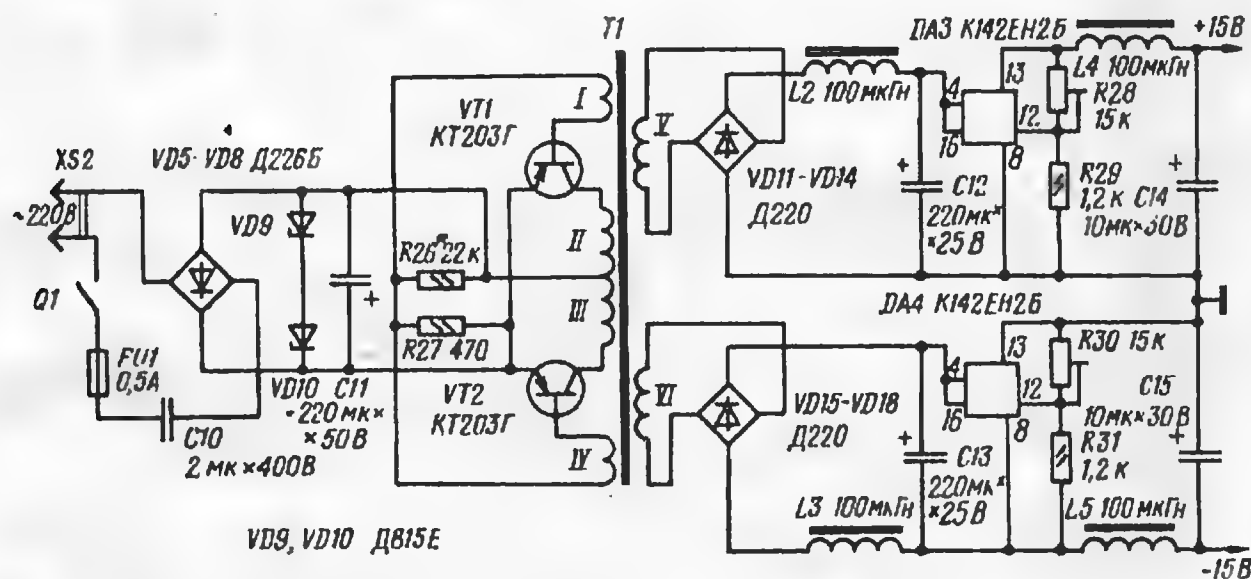 T1
DA3 К142ЕН2Б
+15В
VT1
КТ203Г
I
V
L2 100мкГн
4
16
13
12
8
L4 100мкГн
R28
15к
XS2
VD5-VD8 Д226Б
~220В
VD9
II
VD11-VD14
Д220
C12
220мк×
×25В
R29
1,2к
C14
10мк×30В
R26* 22к
Q1
III
DA4 К142ЕН2Б
R27 470
FU1
0,5А
VD10
C11
220мк×
×50В
VT2
КТ203Г
VI
VD15-VD18
Д220
4
16
13
12
8
R30 15к
C15
10мк×30В
C10
2мк×400В
IV
C13
220мк×
×25В
R31
1,2к
L3 100мкГн
L5 100мкГн
VD9, VD10 Д815Е
-15В